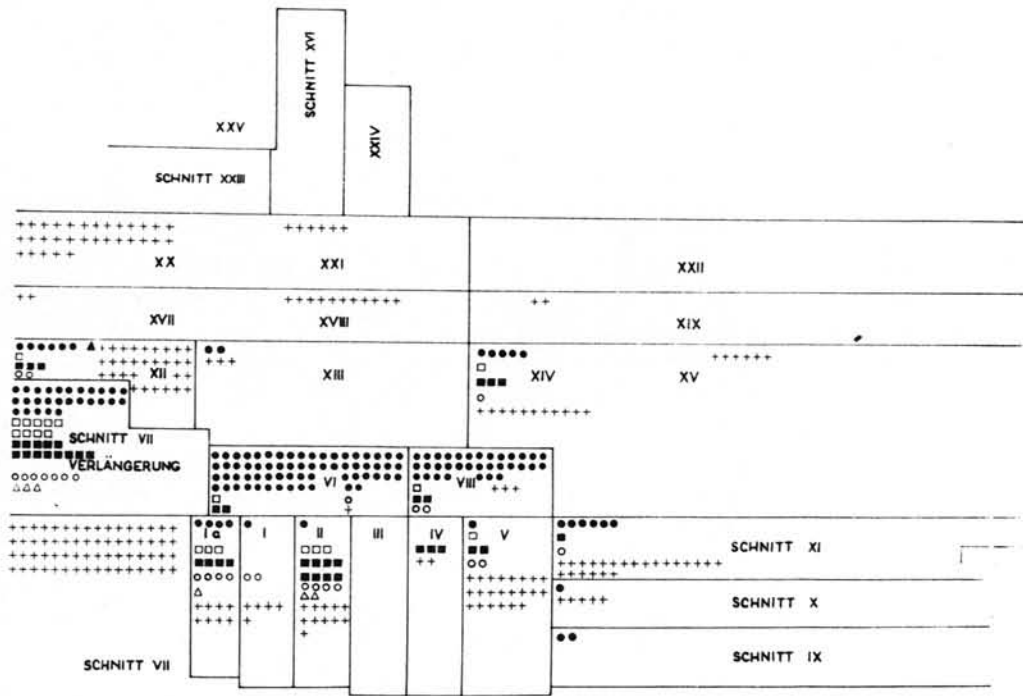 SCHNITT XVI
XXV
XXIV
SCHNITT XXIII
XX
XXI
XXII
XVII
XVIII
XIX
XII
XIII
XIV
XV
SCHNITT VII
VERLÄNGERUNG
VI
VIII
Ia
I
II
III
IV
V
SCHNITT XI
SCHNITT X
SCHNITT VII
SCHNITT IX